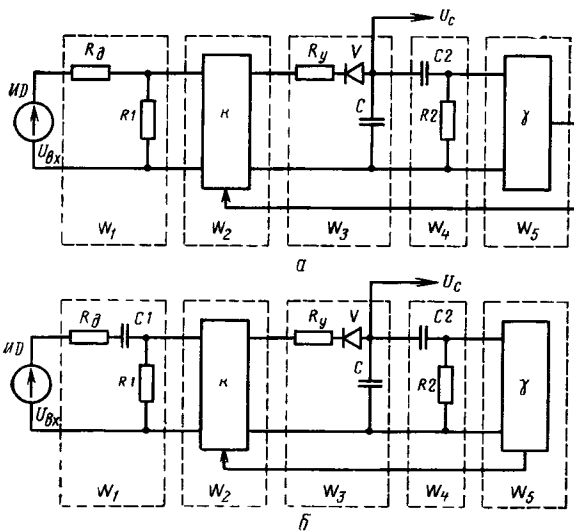 U_c
R_д
R1
ИД
U_вх
к
R_у
V
C
C2
R2
γ
W_1
W_2
W_3
W_4
W_5
а
U_c
R_д
C1
R1
ИД
U_вх
к
R_у
V
C
C2
R2
γ
W_1
W_2
W_3
W_4
W_5
б